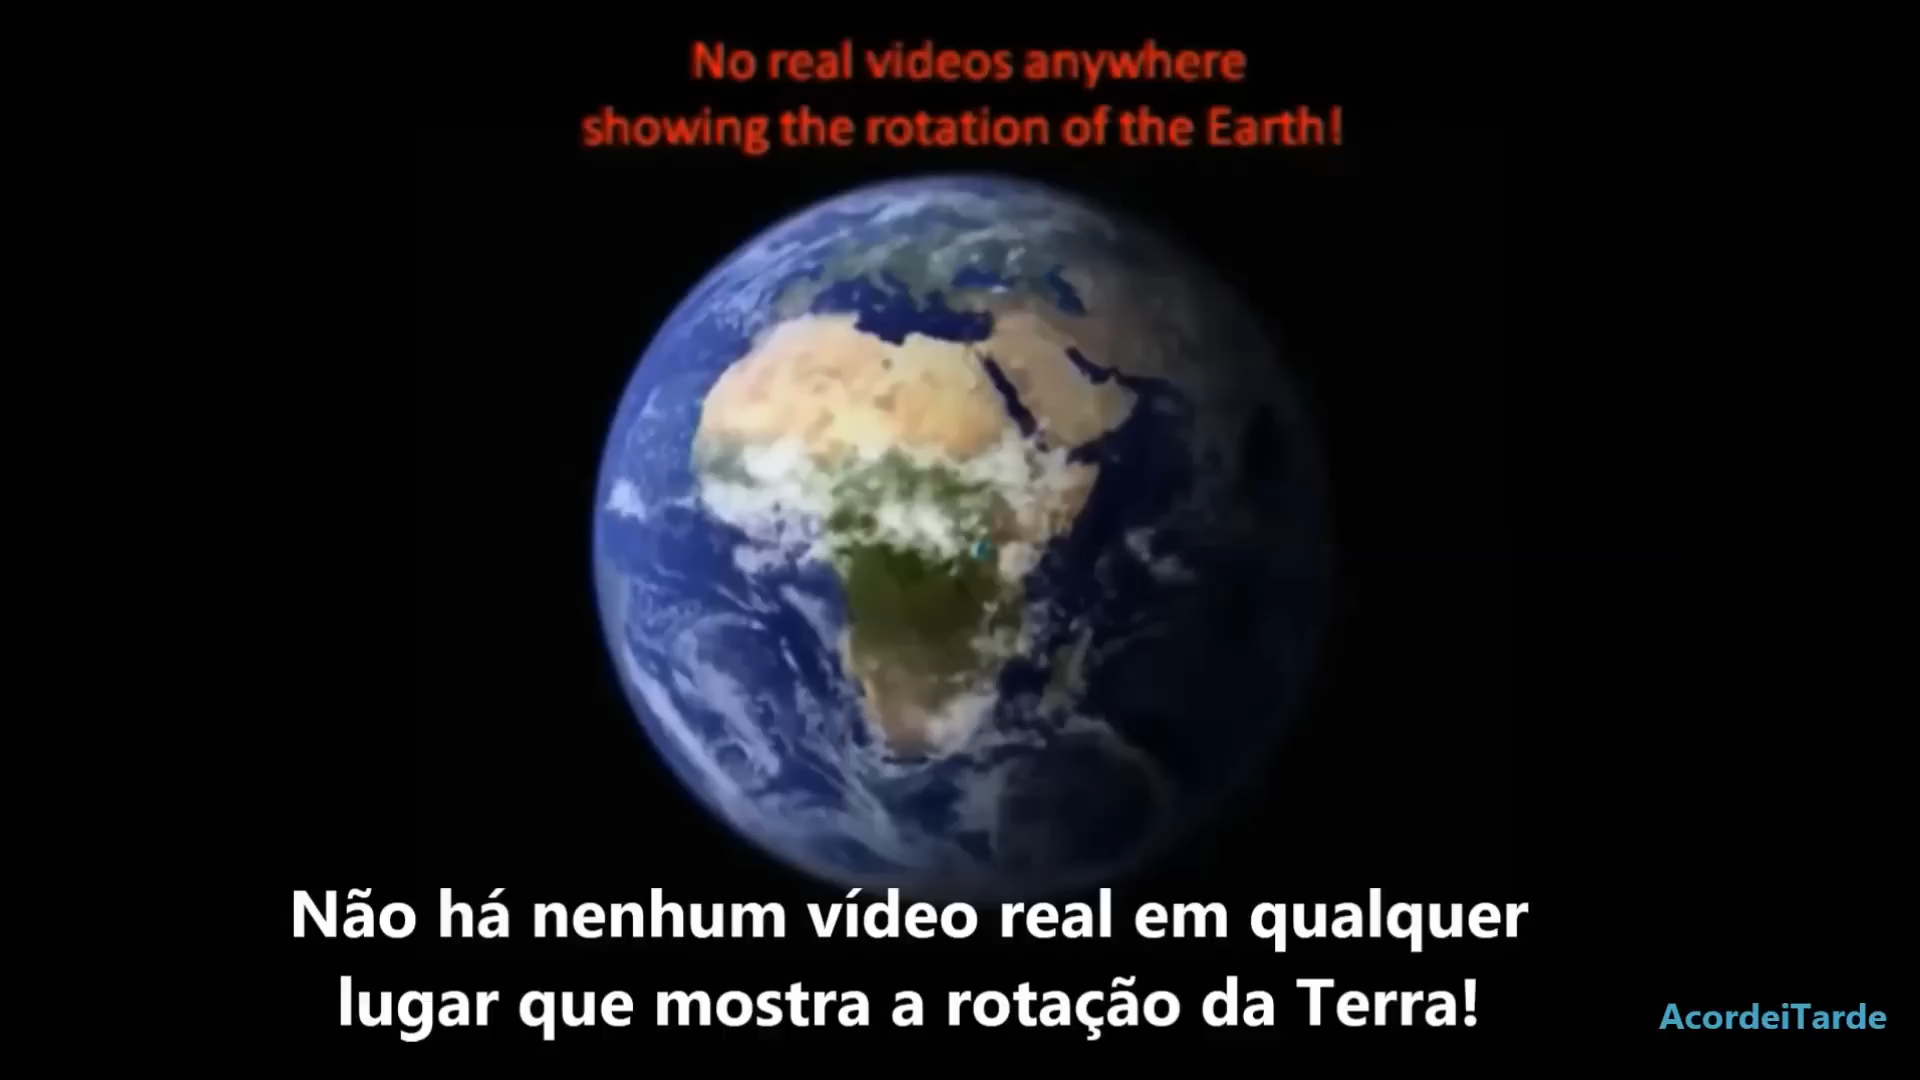 No real videos anywhere
showing the rotation of the Earth!
Não há nenhum vídeo real em qualquer
lugar que mostra a rotação da Terra!
AcordeiTarde